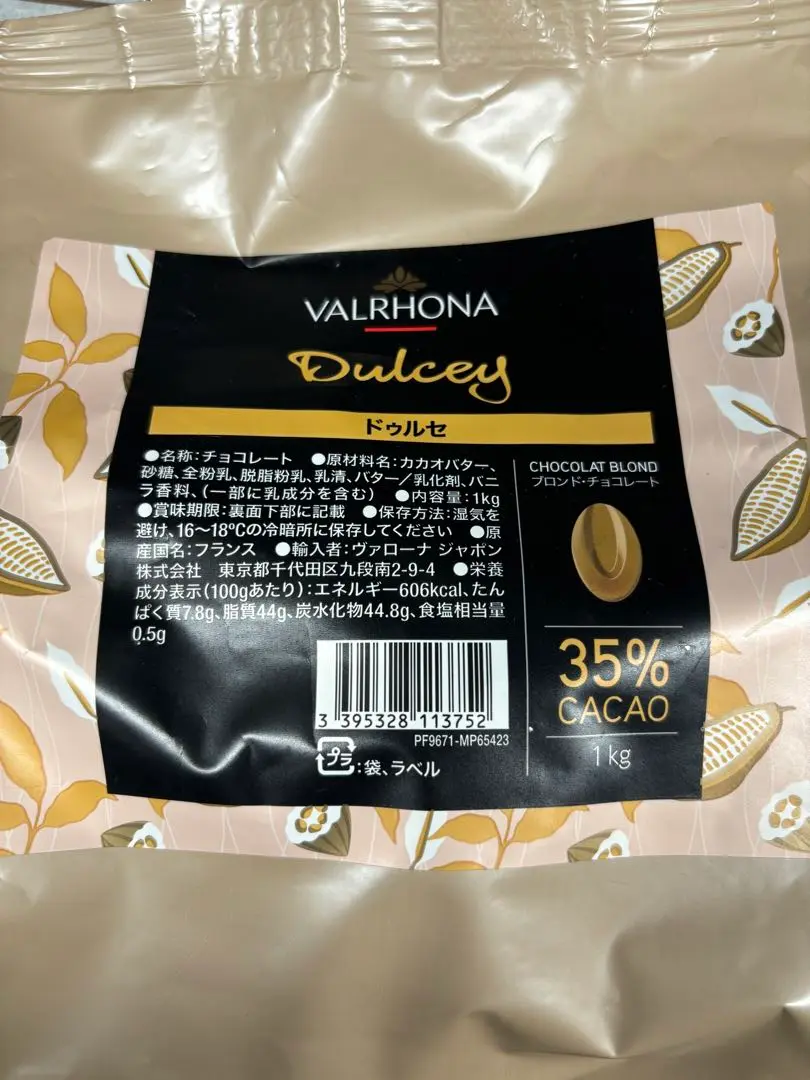 VALRHONA
Dulcey
ドゥルセ
●名称:チョコレート ●原材料名:カカオバター、
砂糖、全粉乳、脱脂粉乳、乳清、バター/乳化剤、バニ
ラ香料、(一部に乳成分を含む) ●内容量:1kg
●賞味期限:裏面下部に記載 ●保存方法:湿気を
避け、16~18ºCの冷暗所に保存してください ●原
産国名:フランス ●輸入者:ヴァローナ ジャポン
株式会社 東京都千代田区九段南2-9-4 ●栄養
成分表示(100gあたり):エネルギー606kcal、たん
ぱく質7.8g、脂質44g、炭水化物44.8g、食塩相当量
0.5g
3 395328 113752
PF9671-MP65423
プラ:袋、ラベル
CHOCOLAT BLOND
ブロンド・チョコレート
35%
CACAO
1kg